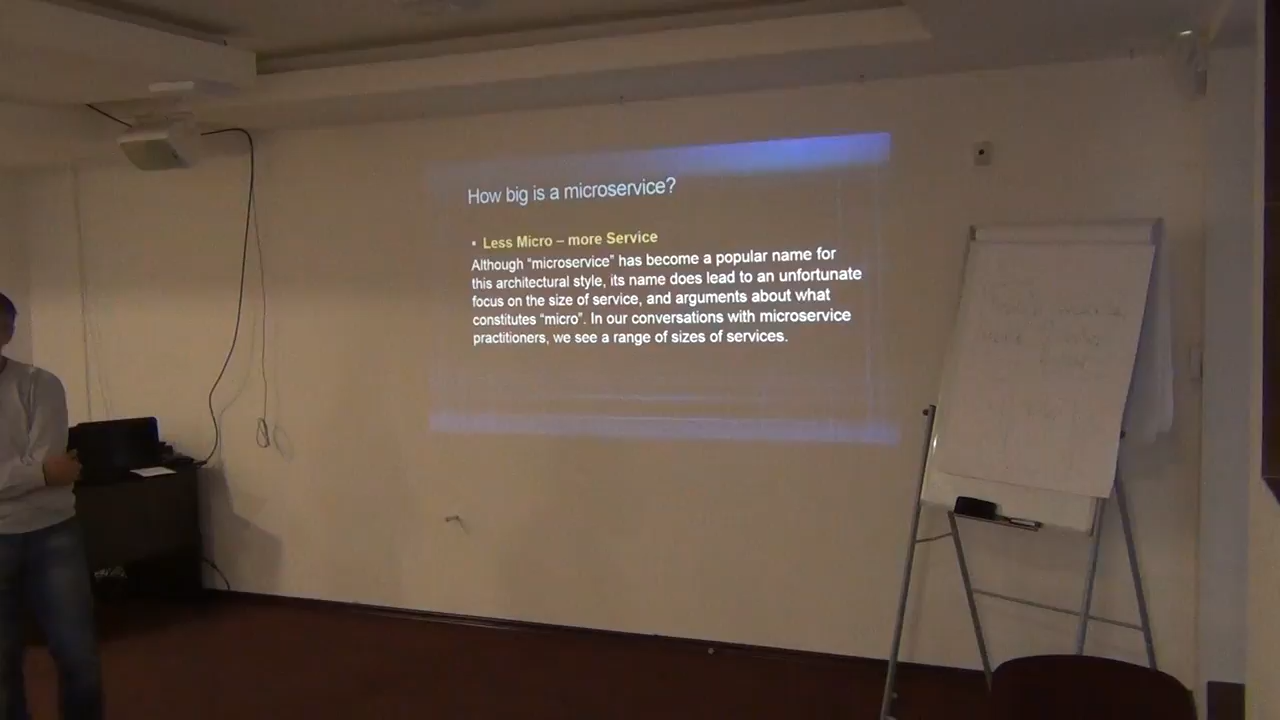 How big is a microservice?
▪ Less Micro – more Service
Although “microservice” has become a popular name for
this architectural style, its name does lead to an unfortunate
focus on the size of service, and arguments about what
constitutes “micro”. In our conversations with microservice
practitioners, we see a range of sizes of services.